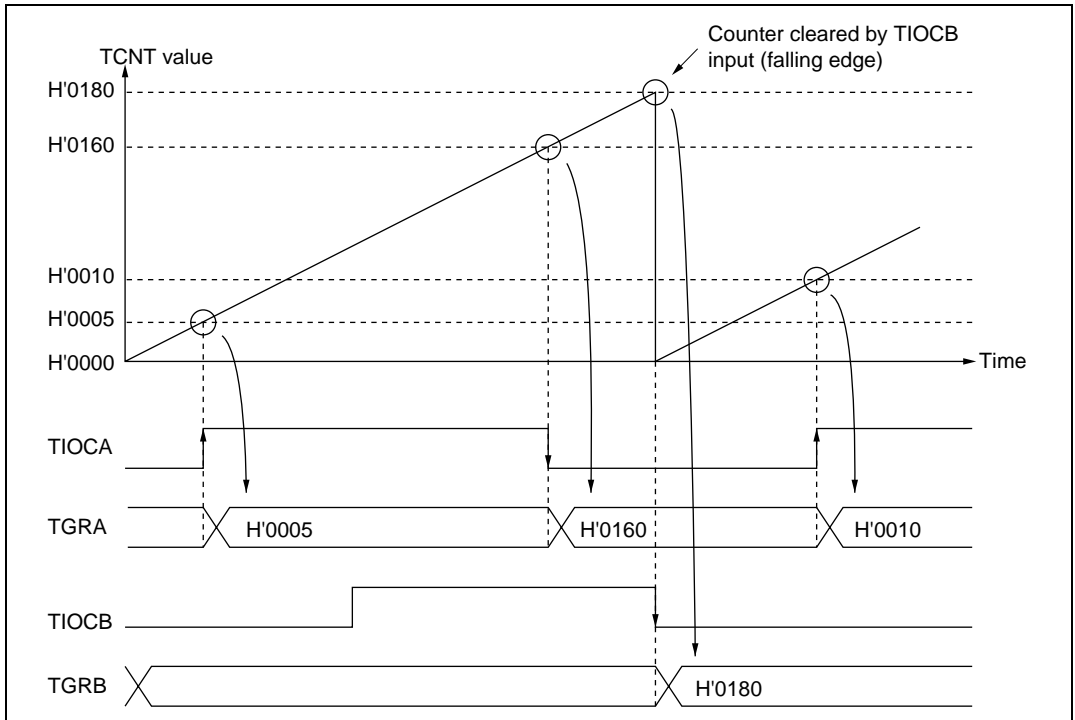 Counter cleared by TIOCB
input (falling edge)
TCNT value
H'0180
H'0160
H'0010
H'0005
H'0000
Time
TIOCA
TGRA
H'0005
H'0160
H'0010
TIOCB
TGRB
H'0180